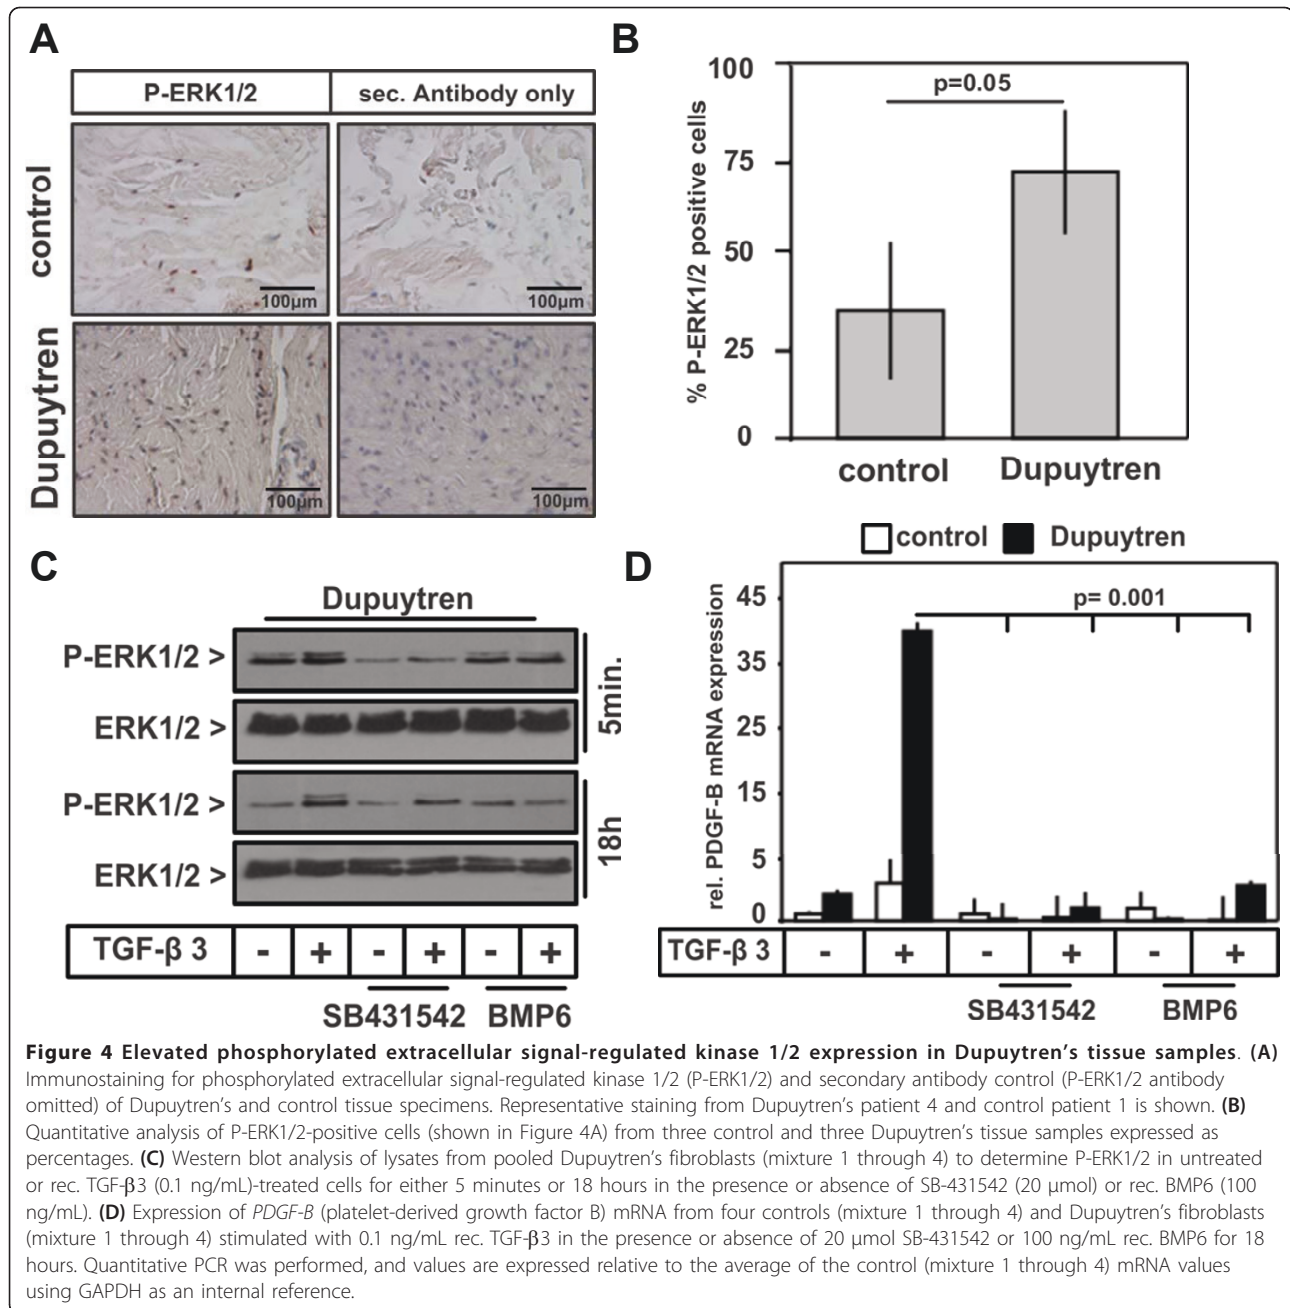 A
P-ERK1/2
sec. Antibody only
control
100µm
100µm
Dupuytren
100µm
100µm
B
% P-ERK1/2 positive cells
100
75
50
25
0
p=0.05
control
Dupuytren
C
Dupuytren
P-ERK1/2 >
ERK1/2 >
5min.
P-ERK1/2 >
ERK1/2 >
18h
TGF-β 3 - + - + - +
SB431542 BMP6
D
control Dupuytren
rel. PDGF-B mRNA expression
45
35
25
15
5
0
p= 0.001
TGF-β 3 - + - + - +
SB431542 BMP6
Figure 4 Elevated phosphorylated extracellular signal-regulated kinase 1/2 expression in Dupuytren's tissue samples. (A)
Immunostaining for phosphorylated extracellular signal-regulated kinase 1/2 (P-ERK1/2) and secondary antibody control (P-ERK1/2 antibody
omitted) of Dupuytren's and control tissue specimens. Representative staining from Dupuytren's patient 4 and control patient 1 is shown. (B)
Quantitative analysis of P-ERK1/2-positive cells (shown in Figure 4A) from three control and three Dupuytren's tissue samples expressed as
percentages. (C) Western blot analysis of lysates from pooled Dupuytren's fibroblasts (mixture 1 through 4) to determine P-ERK1/2 in untreated
or rec. TGF-β3 (0.1 ng/mL)-treated cells for either 5 minutes or 18 hours in the presence or absence of SB-431542 (20 µmol) or rec. BMP6 (100
ng/mL). (D) Expression of PDGF-B (platelet-derived growth factor B) mRNA from four controls (mixture 1 through 4) and Dupuytren's fibroblasts
(mixture 1 through 4) stimulated with 0.1 ng/mL rec. TGF-β3 in the presence or absence of 20 µmol SB-431542 or 100 ng/mL rec. BMP6 for 18
hours. Quantitative PCR was performed, and values are expressed relative to the average of the control (mixture 1 through 4) mRNA values
using GAPDH as an internal reference.